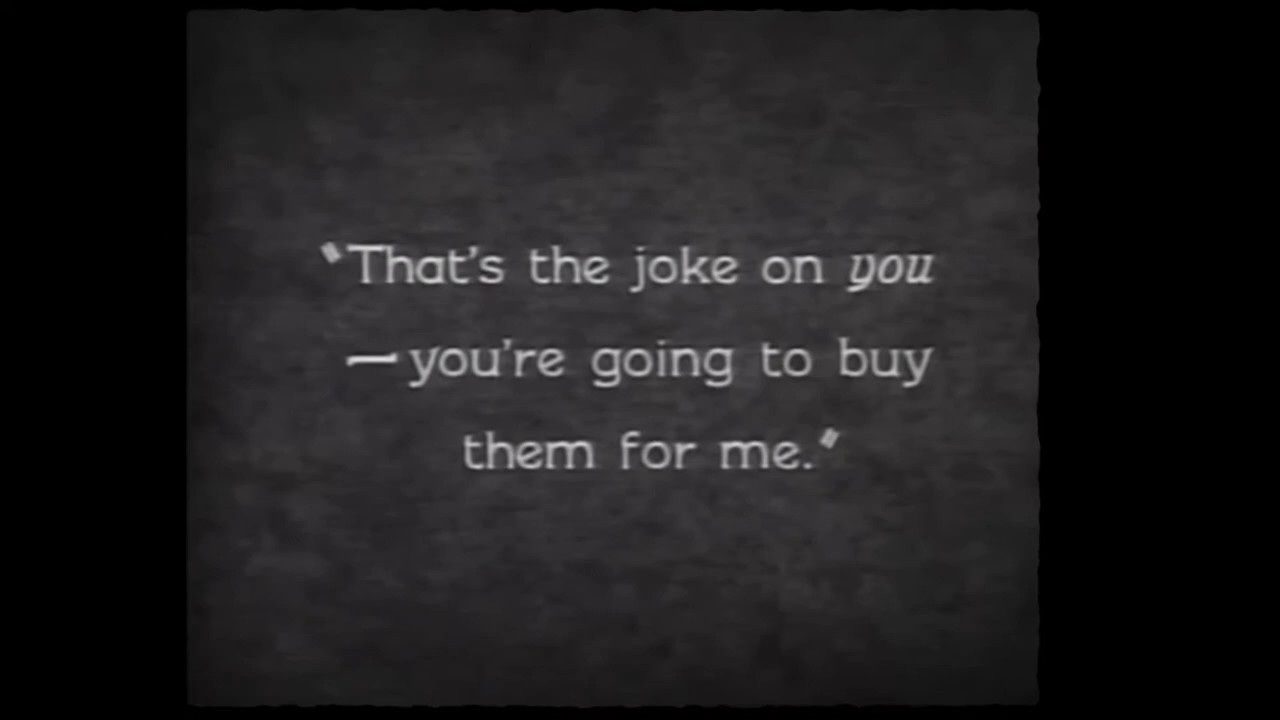 "That's the joke on you
—you're going to buy
them for me."